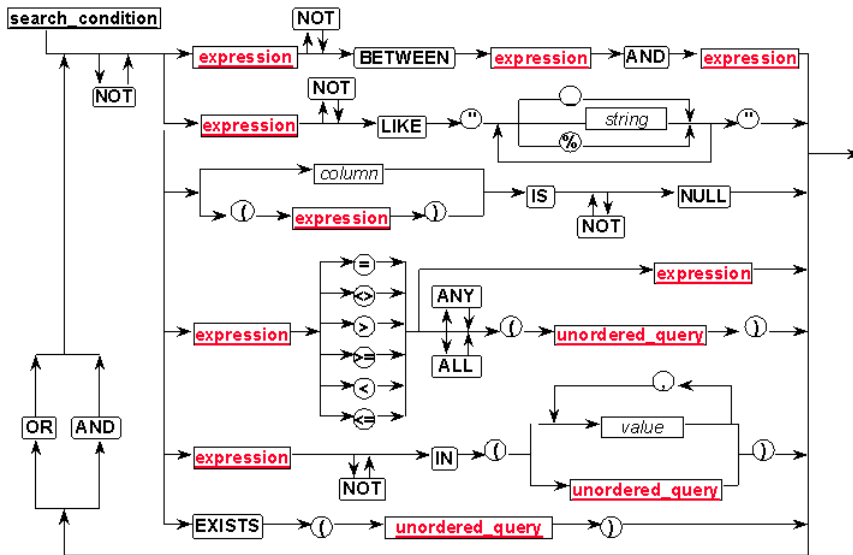 search_condition
NOT
NOT
expression BETWEEN expression AND expression
NOT
expression LIKE " _ string % "
column
( expression ) IS NOT NULL
=
<>
>
>=
<
<=
expression
expression ANY ALL ( unordered_query )
OR AND
expression NOT IN ( value , unordered_query )
EXISTS ( unordered_query )